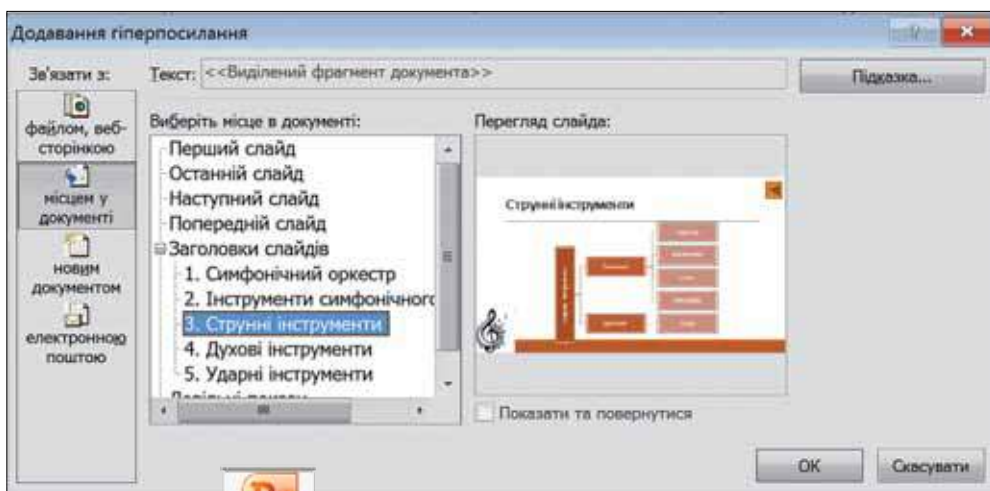 Додавання гіперпосилання
Зв'язати з:
Текст: <<Виділений фрагмент документа>>
Підказка...
файлом, веб-
сторінкою
місцем у
документі
новим
документом
електронною
поштою
Виберіть місце в документі:
Перший слайд
Останній слайд
Наступний слайд
Попередній слайд
Заголовки слайдів
1. Симфонічний оркестр
2. Інструменти симфонічного
3. Струнні інструменти
4. Духові інструменти
5. Ударні інструменти
Перегляд слайда:
Струнні інструменти
Показати та повернутися
ОК
Скасувати